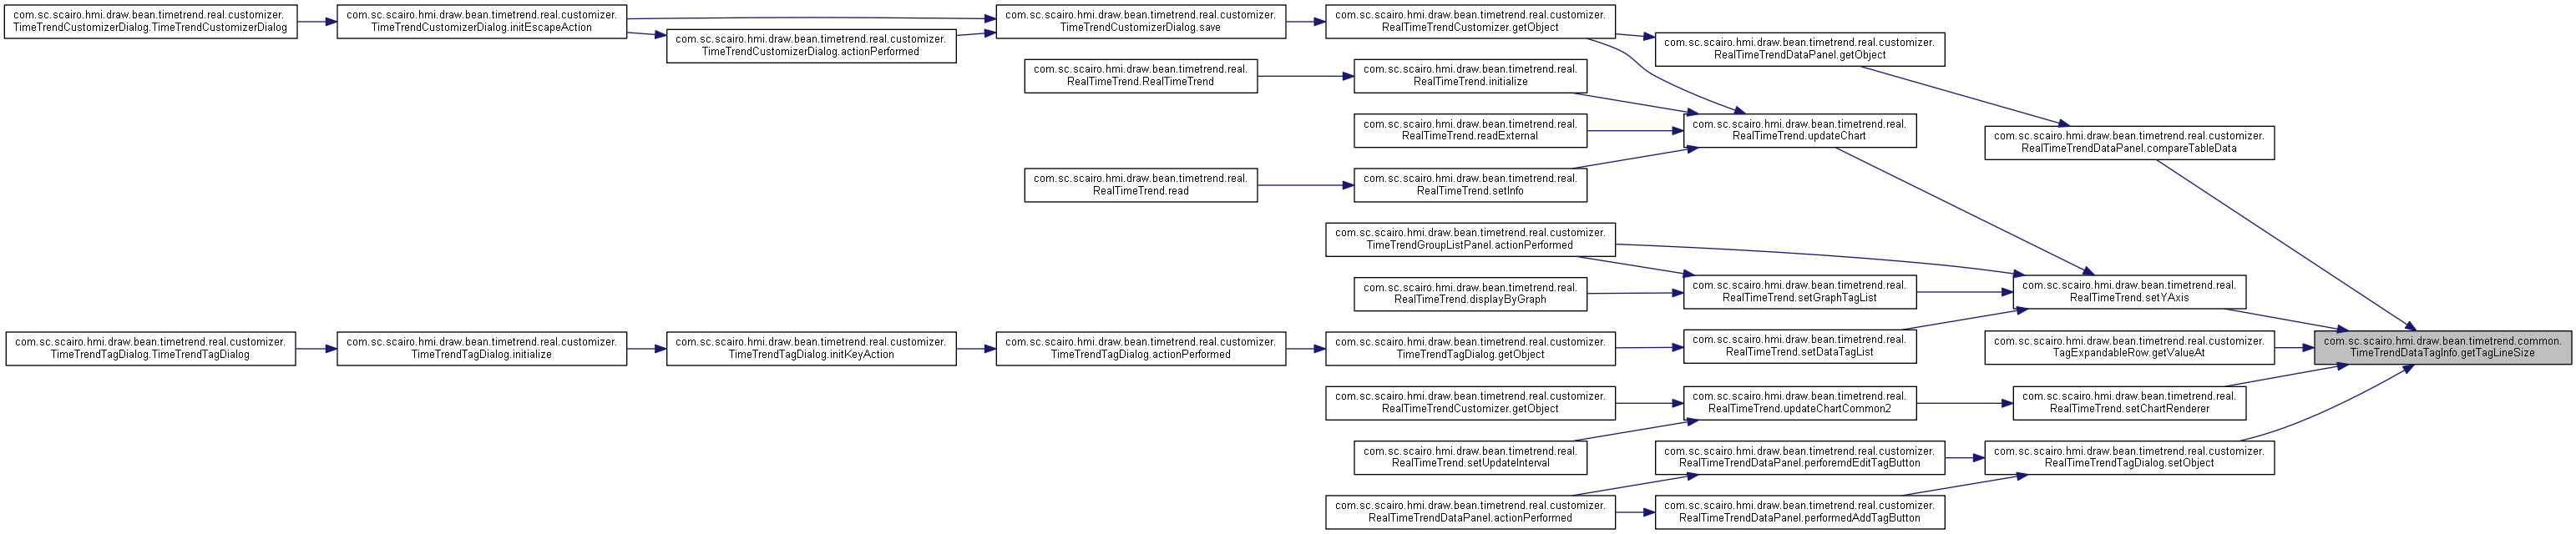 com.sc.scairo.hmi.draw.bean.timetrend.real.customizer.
TimeTrendCustomizerDialog.TimeTrendCustomizerDialog
com.sc.scairo.hmi.draw.bean.timetrend.real.customizer.
TimeTrendCustomizerDialog.initEscapeAction
com.sc.scairo.hmi.draw.bean.timetrend.real.customizer.
TimeTrendCustomizerDialog.actionPerformed
com.sc.scairo.hmi.draw.bean.timetrend.real.customizer.
TimeTrendCustomizerDialog.save
com.sc.scairo.hmi.draw.bean.timetrend.real.customizer.
RealTimeTrendCustomizer.getObject
com.sc.scairo.hmi.draw.bean.timetrend.real.customizer.
RealTimeTrendDataPanel.getObject
com.sc.scairo.hmi.draw.bean.timetrend.real.
RealTimeTrend.RealTimeTrend
com.sc.scairo.hmi.draw.bean.timetrend.real.
RealTimeTrend.initialize
com.sc.scairo.hmi.draw.bean.timetrend.real.
RealTimeTrend.readExternal
com.sc.scairo.hmi.draw.bean.timetrend.real.
RealTimeTrend.updateChart
com.sc.scairo.hmi.draw.bean.timetrend.real.customizer.
RealTimeTrendDataPanel.compareTableData
com.sc.scairo.hmi.draw.bean.timetrend.real.
RealTimeTrend.read
com.sc.scairo.hmi.draw.bean.timetrend.real.
RealTimeTrend.setInfo
com.sc.scairo.hmi.draw.bean.timetrend.real.customizer.
TimeTrendGroupListPanel.actionPerformed
com.sc.scairo.hmi.draw.bean.timetrend.real.
RealTimeTrend.displayByGraph
com.sc.scairo.hmi.draw.bean.timetrend.real.
RealTimeTrend.setGraphTagList
com.sc.scairo.hmi.draw.bean.timetrend.real.
RealTimeTrend.setYAxis
com.sc.scairo.hmi.draw.bean.timetrend.real.customizer.
TimeTrendTagDialog.TimeTrendTagDialog
com.sc.scairo.hmi.draw.bean.timetrend.real.customizer.
TimeTrendTagDialog.initialize
com.sc.scairo.hmi.draw.bean.timetrend.real.customizer.
TimeTrendTagDialog.initKeyAction
com.sc.scairo.hmi.draw.bean.timetrend.real.customizer.
TimeTrendTagDialog.actionPerformed
com.sc.scairo.hmi.draw.bean.timetrend.real.customizer.
TimeTrendTagDialog.getObject
com.sc.scairo.hmi.draw.bean.timetrend.real.
RealTimeTrend.setDataTagList
com.sc.scairo.hmi.draw.bean.timetrend.real.customizer.
TagExpandableRow.getValueAt
com.sc.scairo.hmi.draw.bean.timetrend.common.
TimeTrendDataTagInfo.getTagLineSize
com.sc.scairo.hmi.draw.bean.timetrend.real.customizer.
RealTimeTrendCustomizer.getObject
com.sc.scairo.hmi.draw.bean.timetrend.real.
RealTimeTrend.updateChartCommon2
com.sc.scairo.hmi.draw.bean.timetrend.real.
RealTimeTrend.setChartRenderer
com.sc.scairo.hmi.draw.bean.timetrend.real.
RealTimeTrend.setUpdateInterval
com.sc.scairo.hmi.draw.bean.timetrend.real.customizer.
RealTimeTrendDataPanel.perforemdEditTagButton
com.sc.scairo.hmi.draw.bean.timetrend.real.customizer.
RealTimeTrendTagDialog.setObject
com.sc.scairo.hmi.draw.bean.timetrend.real.customizer.
RealTimeTrendDataPanel.actionPerformed
com.sc.scairo.hmi.draw.bean.timetrend.real.customizer.
RealTimeTrendDataPanel.performedAddTagButton